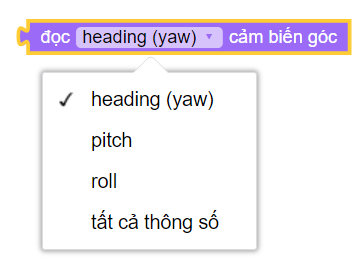 đọc heading (yaw) cảm biến góc
heading (yaw)
pitch
roll
tất cả thông số